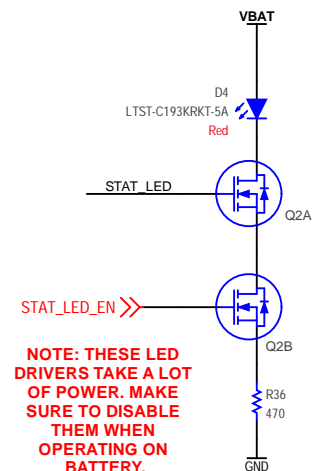 VBAT
D4
LTST-C193KRKT-5A
Red
STAT_LED
Q2A
STAT_LED_EN
Q2B
NOTE: THESE LED
DRIVERS TAKE A LOT
OF POWER. MAKE
SURE TO DISABLE
THEM WHEN
OPERATING ON
BATTERY.
R36
470
GND